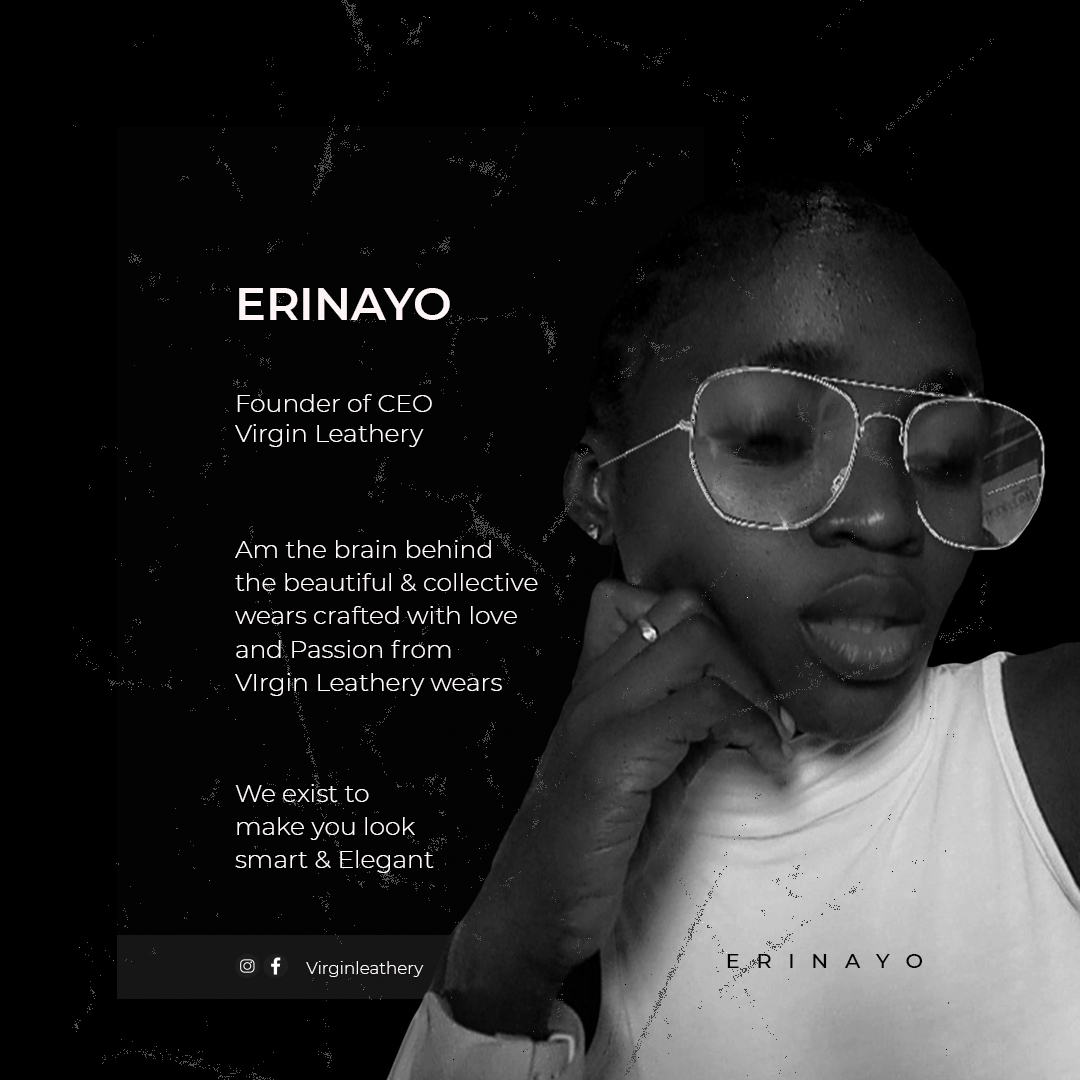 ERINAYO
Founder of CEO
Virgin Leathery
Am the brain behind
the beautiful & collective
wears crafted with love
and Passion from
VIrgin Leathery wears
We exist to
make you look
smart & Elegant
Virginleathery
ERINAYO